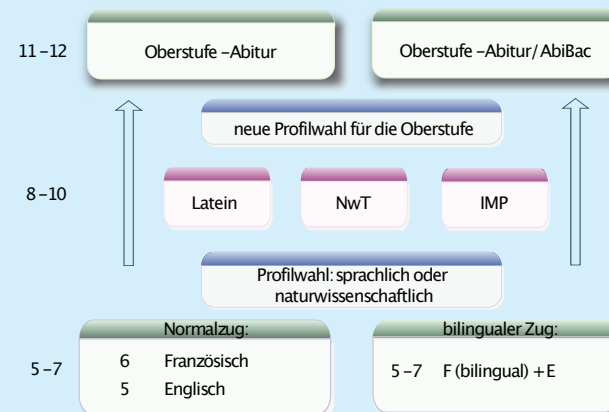 11 – 12
Oberstufe – Abitur
Oberstufe – Abitur/ AbiBac
neue Profilwahl für die Oberstufe
8 – 10
Latein
NwT
IMP
Profilwahl: sprachlich oder
naturwissenschaftlich
Normalzug:
bilingualer Zug:
5 – 7
6 Französisch
5 Englisch
5 – 7 F (bilingual) + E